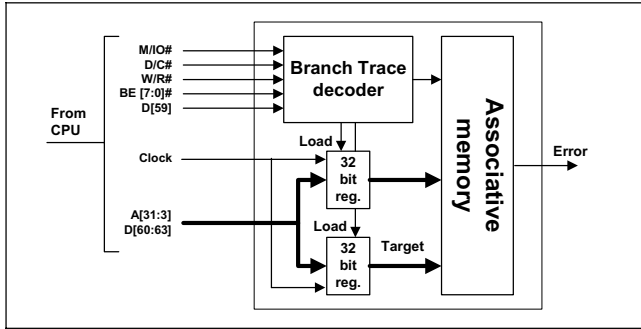 M/IO#
D/C#
W/R#
BE [7:0]#
D[59]
From
CPU
Clock
A[31:3]
D[60:63]
Branch Trace
decoder
Load
32
bit
reg.
Load
Target
32
bit
reg.
Associative
memory
Error